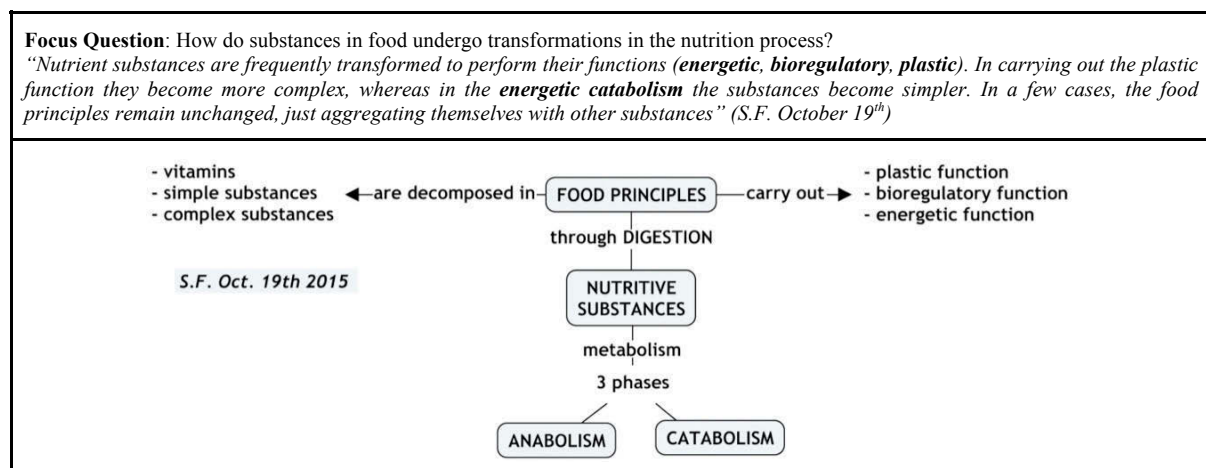 Focus Question: How do substances in food undergo transformations in the nutrition process?
“Nutrient substances are frequently transformed to perform their functions (energetic, bioregulatory, plastic). In carrying out the plastic
function they become more complex, whereas in the energetic catabolism the substances become simpler. In a few cases, the food
principles remain unchanged, just aggregating themselves with other substances” (S.F. October 19th)
- vitamins
- simple substances
- complex substances
are decomposed in
FOOD PRINCIPLES
carry out
- plastic function
- bioregulatory function
- energetic function
through DIGESTION
S.F. Oct. 19th 2015
NUTRITIVE
SUBSTANCES
metabolism
3 phases
ANABOLISM
CATABOLISM